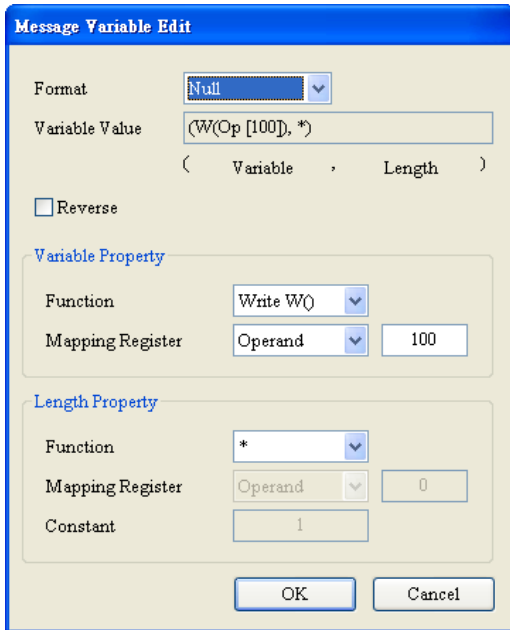 Message Variable Edit
Format Null
Variable Value (W(Op [100]), *)
( Variable , Length )
Reverse
Variable Property
Function Write W()
Mapping Register Operand 100
Length Property
Function *
Mapping Register Operand 0
Constant 1
OK Cancel